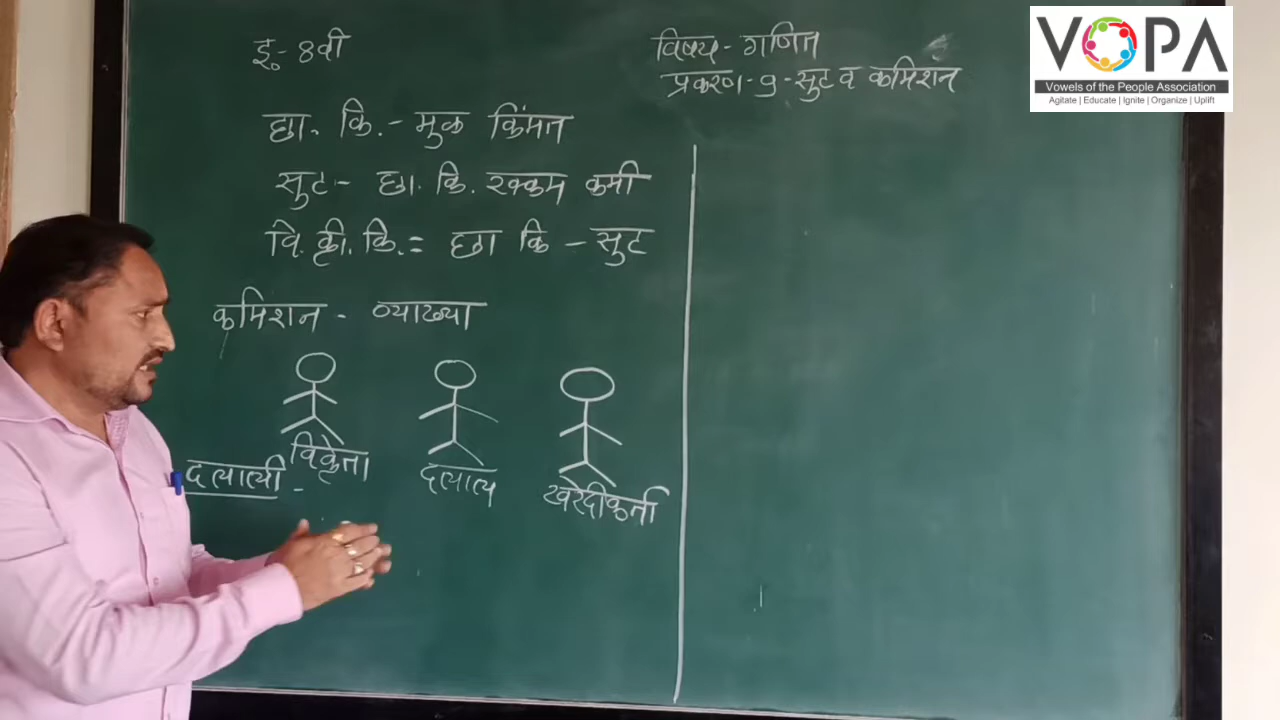 इ.- 8वी
विषय - गणित
प्रकरण - 9 - सुट व कमिशन
छा. कि. - मुळ किंमत
सुट - छा. कि. रक्कम कमी
वि. क्री. कि. = छा कि - सुट
कमिशन - व्याख्या
विक्रेता
दलाल
खरेदीकर्ता
दलाली -
VOPA
Vowels of the People Association
Agitate | Educate | Ignite | Organize | Uplift